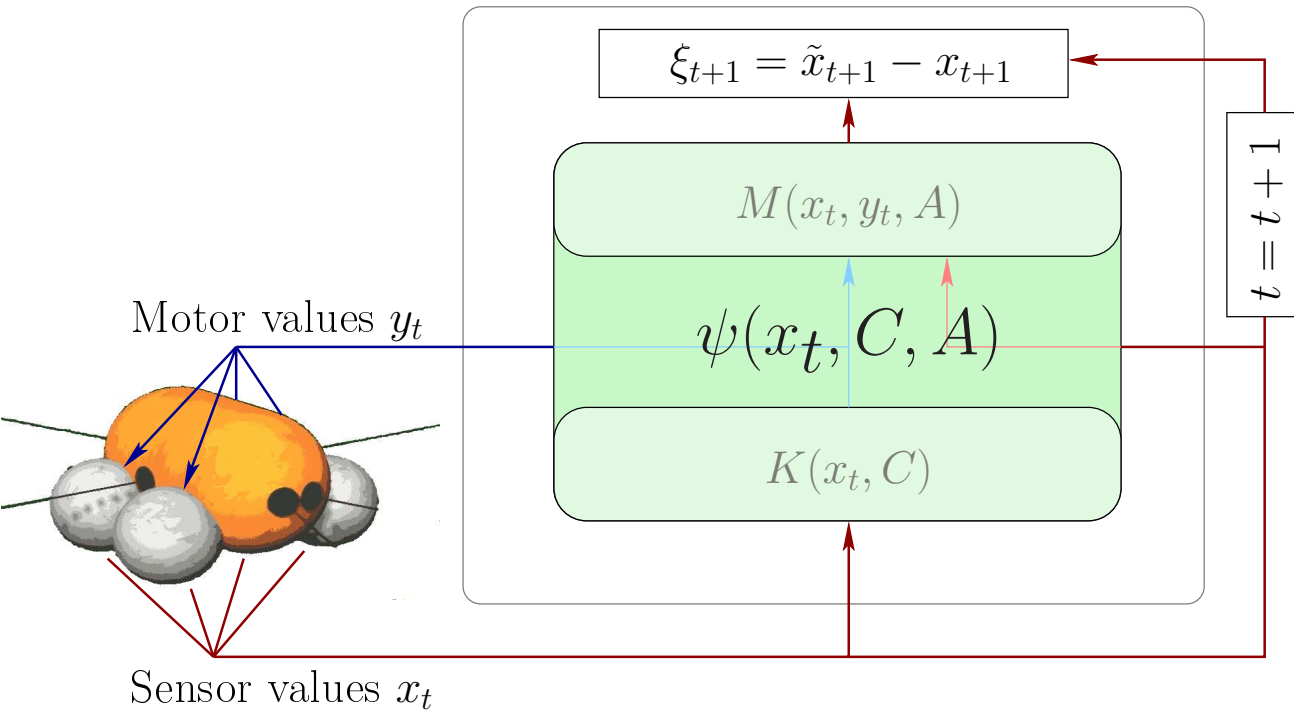 ξ_{t+1} = x̃_{t+1} − x_{t+1}
t = t + 1
M(x_t, y_t, A)
Motor values y_t
ψ(x_t, C, A)
K(x_t, C)
Sensor values x_t